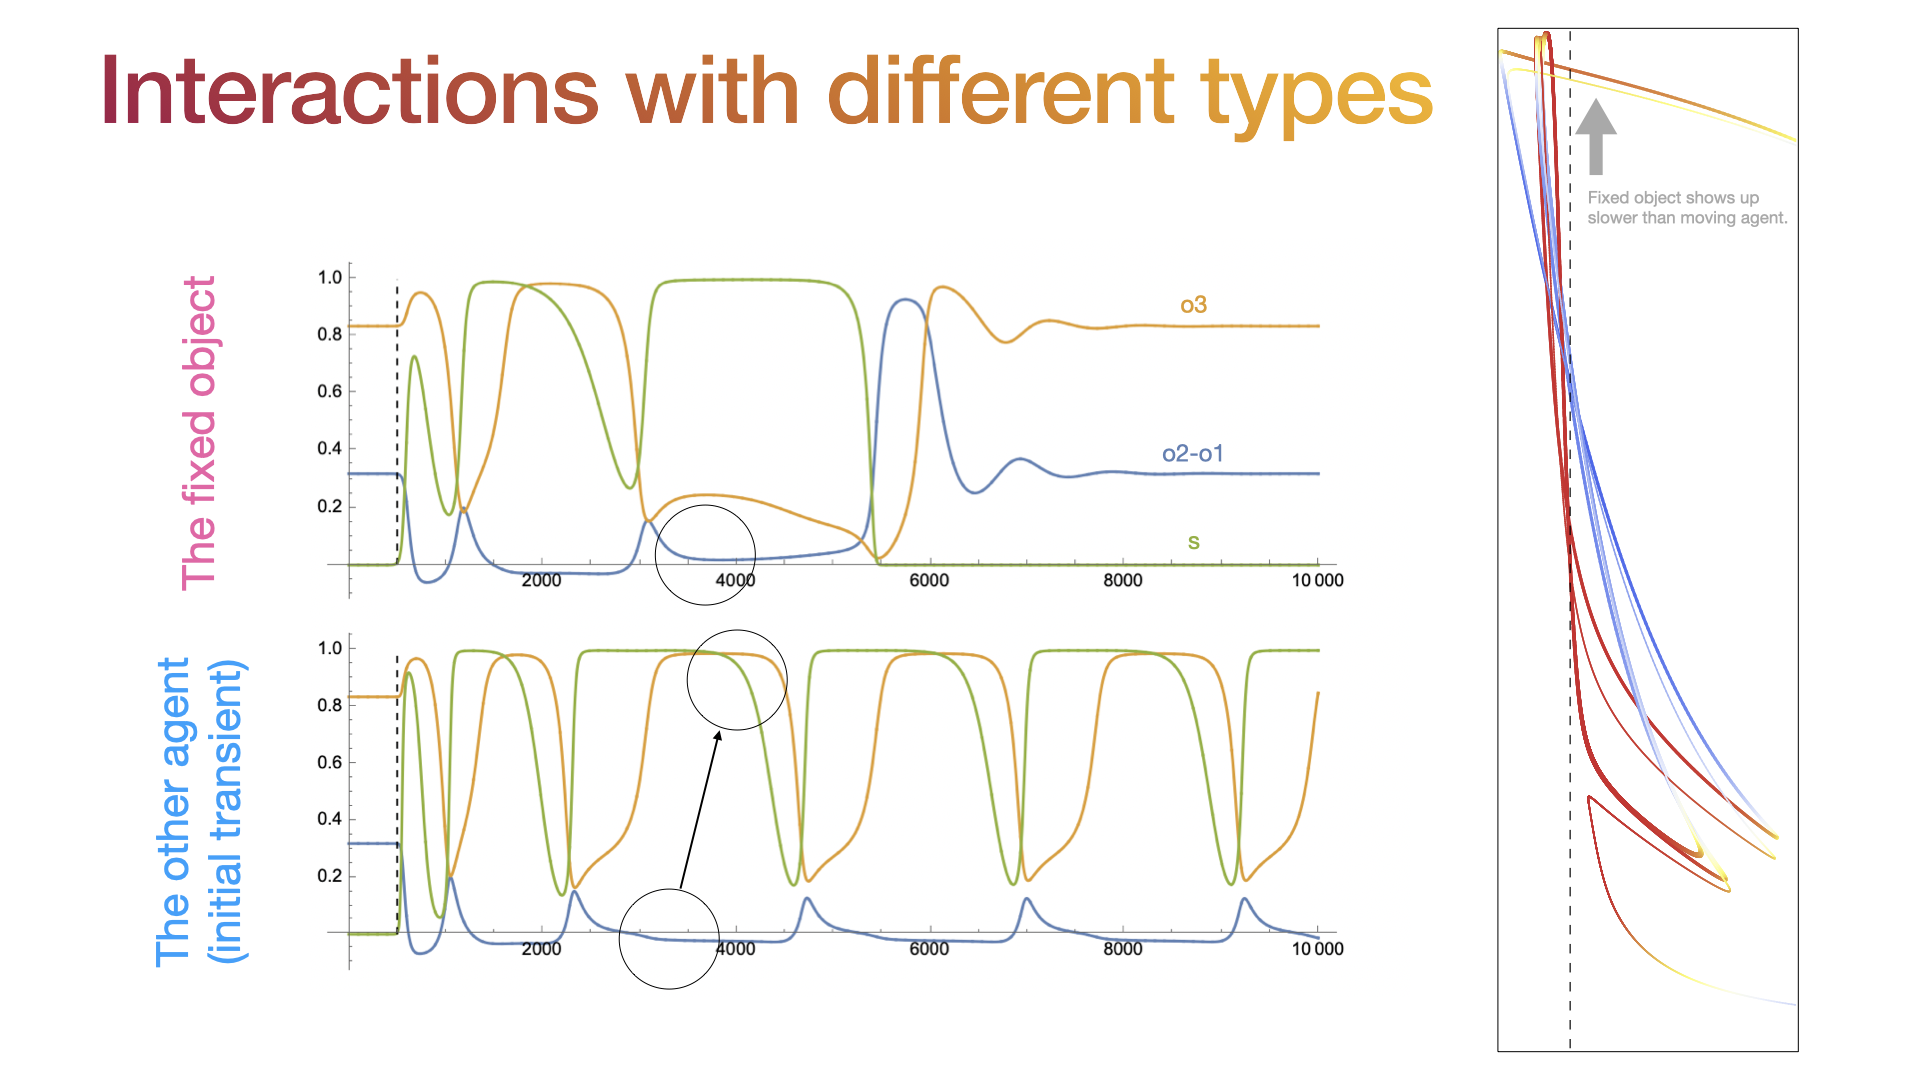 Interactions with different types
Fixed object shows up
slower than moving agent.
The fixed object
1.0
0.8
0.6
0.4
0.2
2000
4000
6000
8000
10 000
o3
o2-o1
s
The other agent
(initial transient)
1.0
0.8
0.6
0.4
0.2
2000
4000
6000
8000
10 000